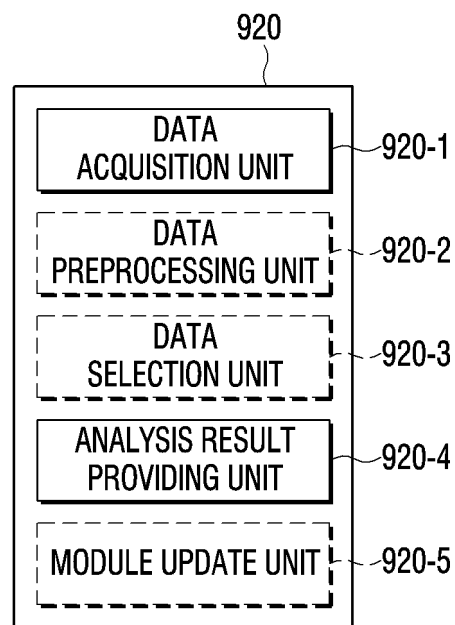 920
DATA
ACQUISITION UNIT
920-1
DATA
PREPROCESSING UNIT
920-2
DATA
SELECTION UNIT
920-3
ANALYSIS RESULT
PROVIDING UNIT
920-4
MODULE UPDATE UNIT
920-5